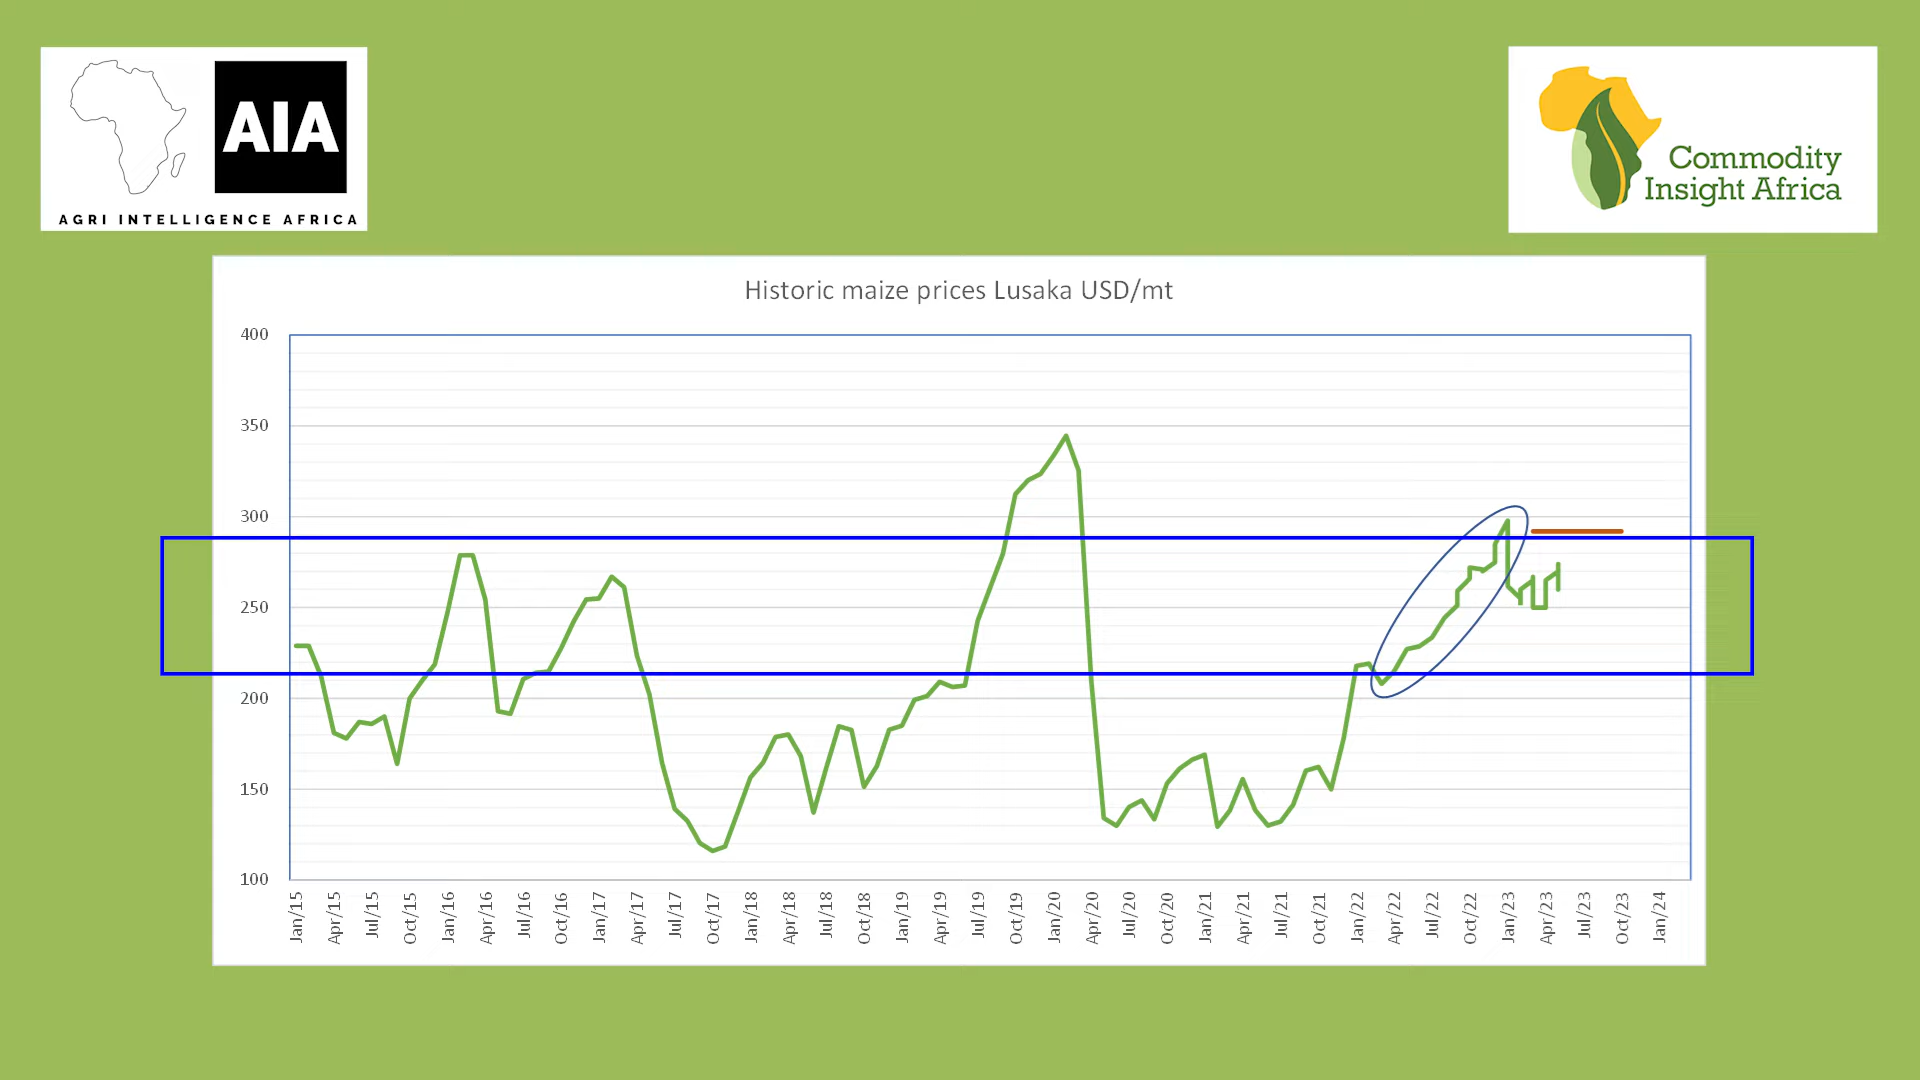 AIA
AGRI INTELLIGENCE AFRICA
Commodity
Insight Africa
Historic maize prices Lusaka USD/mt
400
350
300
250
200
150
100
Jan/15
Apr/15
Jul/15
Oct/15
Jan/16
Apr/16
Jul/16
Oct/16
Jan/17
Apr/17
Jul/17
Oct/17
Jan/18
Apr/18
Jul/18
Oct/18
Jan/19
Apr/19
Jul/19
Oct/19
Jan/20
Apr/20
Jul/20
Oct/20
Jan/21
Apr/21
Jul/21
Oct/21
Jan/22
Apr/22
Jul/22
Oct/22
Jan/23
Apr/23
Jul/23
Oct/23
Jan/24